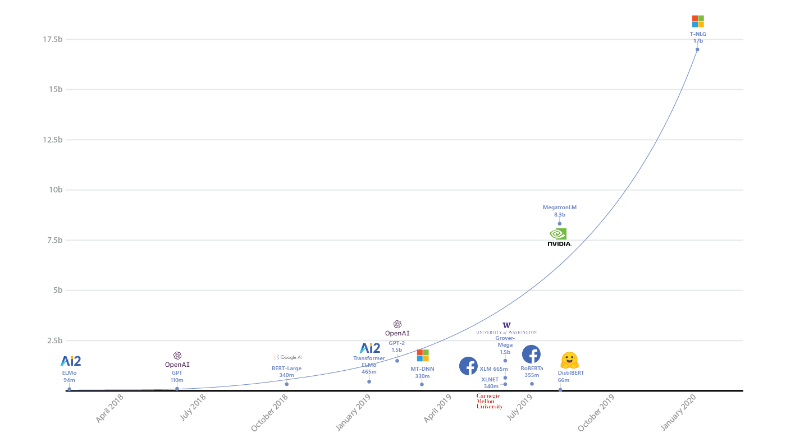 T-NLG
17b
17.5b
15b
12.5b
10b
MegatronLM
8.3b
7.5b
NVIDIA.
5b
2.5b
W
UNIVERSITY of WASHINGTON
OpenAI
GPT-2
1.5b
Grover-
Mega
1.5b
Ai2
ELMo
94m
OpenAI
GPT
110m
Google AI
BERT-Large
340m
Ai2
Transformer
ELMo
465m
MT-DNN
330m
XLM 665m
XLNET
340m
Carnegie
Mellon
University
RoBERTa
355m
DistilBERT
66m
April 2018
July 2018
October 2018
January 2019
April 2019
July 2019
October 2019
January 2020